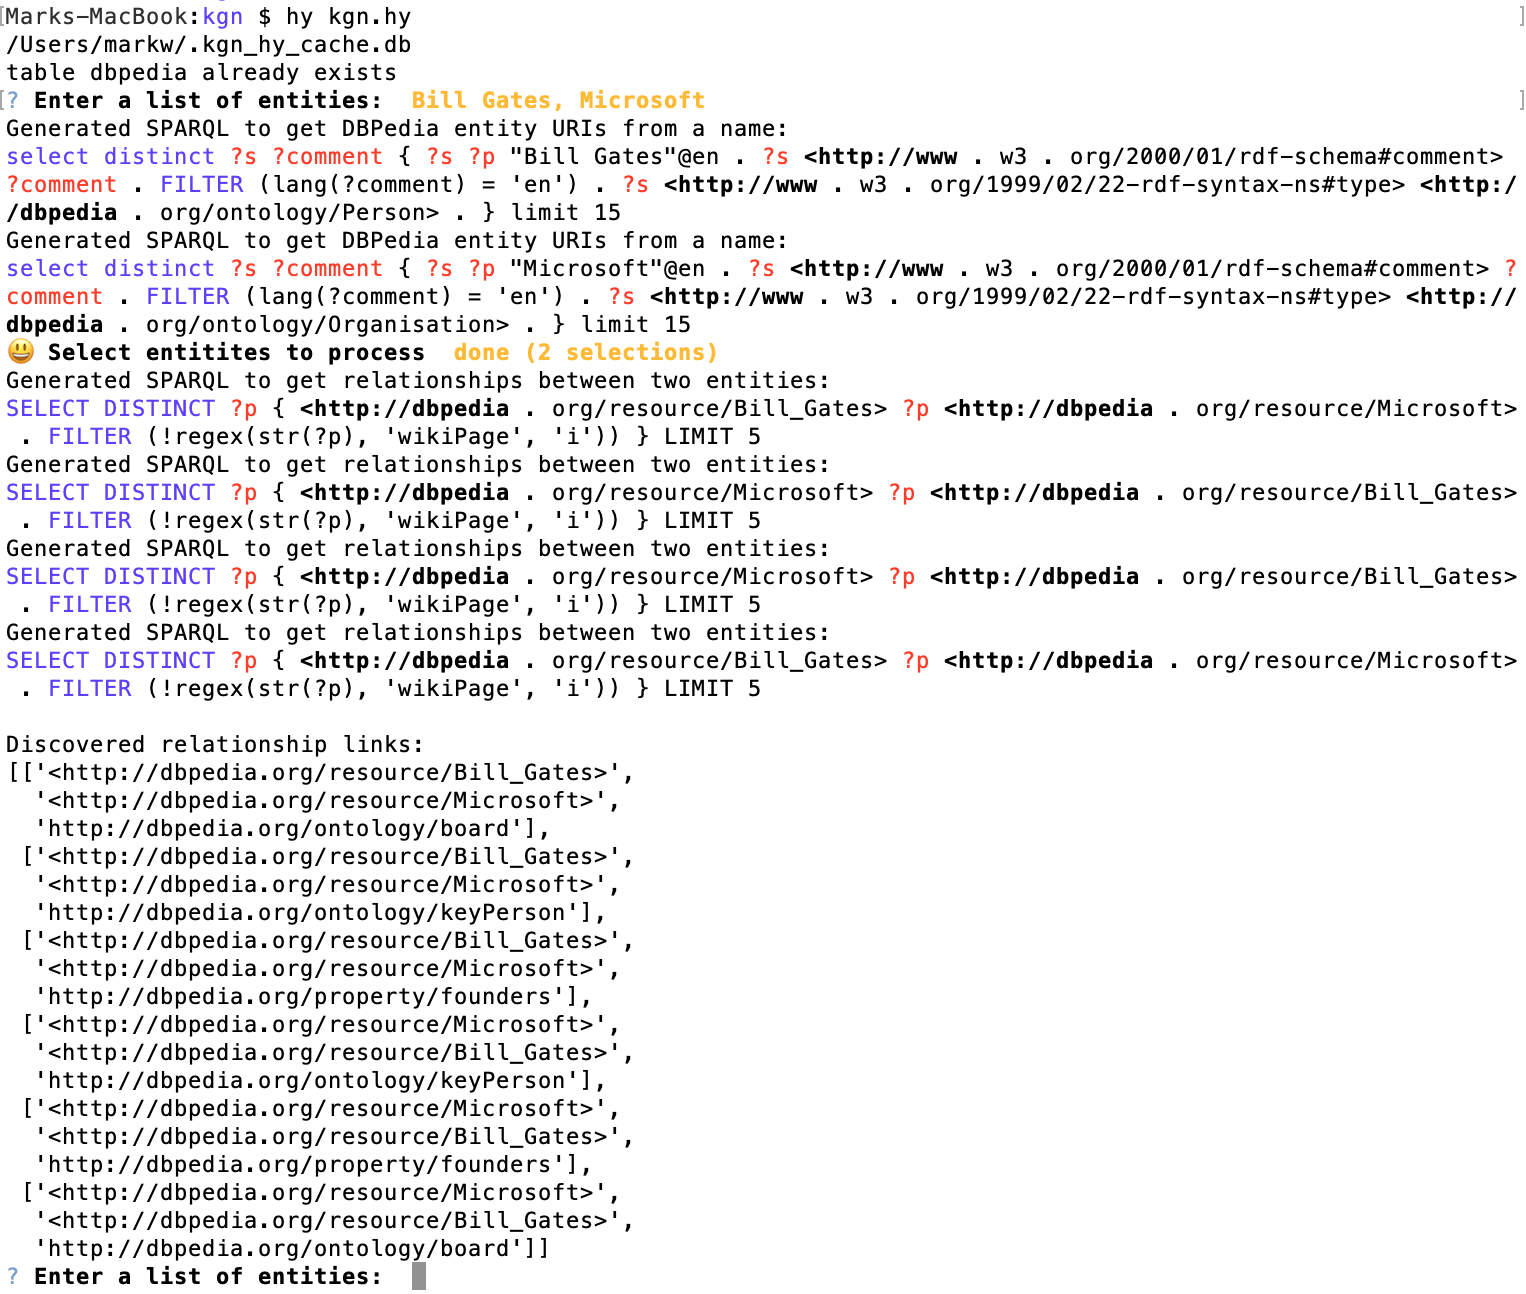 Marks-MacBook:kgn $ hy kgn.hy
/Users/markw/.kgn_hy_cache.db
table dbpedia already exists
? Enter a list of entities:  Bill Gates, Microsoft
Generated SPARQL to get DBPedia entity URIs from a name:
select distinct ?s ?comment { ?s ?p "Bill Gates"@en . ?s <http://www . w3 . org/2000/01/rdf-schema#comment>
?comment . FILTER (lang(?comment) = 'en') . ?s <http://www . w3 . org/1999/02/22-rdf-syntax-ns#type> <http:/
/dbpedia . org/ontology/Person> . } limit 15
Generated SPARQL to get DBPedia entity URIs from a name:
select distinct ?s ?comment { ?s ?p "Microsoft"@en . ?s <http://www . w3 . org/2000/01/rdf-schema#comment> ?
comment . FILTER (lang(?comment) = 'en') . ?s <http://www . w3 . org/1999/02/22-rdf-syntax-ns#type> <http://
dbpedia . org/ontology/Organisation> . } limit 15
😃 Select entitites to process  done (2 selections)
Generated SPARQL to get relationships between two entities:
SELECT DISTINCT ?p { <http://dbpedia . org/resource/Bill_Gates> ?p <http://dbpedia . org/resource/Microsoft>
 . FILTER (!regex(str(?p), 'wikiPage', 'i')) } LIMIT 5
Generated SPARQL to get relationships between two entities:
SELECT DISTINCT ?p { <http://dbpedia . org/resource/Microsoft> ?p <http://dbpedia . org/resource/Bill_Gates>
 . FILTER (!regex(str(?p), 'wikiPage', 'i')) } LIMIT 5
Generated SPARQL to get relationships between two entities:
SELECT DISTINCT ?p { <http://dbpedia . org/resource/Microsoft> ?p <http://dbpedia . org/resource/Bill_Gates>
 . FILTER (!regex(str(?p), 'wikiPage', 'i')) } LIMIT 5
Generated SPARQL to get relationships between two entities:
SELECT DISTINCT ?p { <http://dbpedia . org/resource/Bill_Gates> ?p <http://dbpedia . org/resource/Microsoft>
 . FILTER (!regex(str(?p), 'wikiPage', 'i')) } LIMIT 5

Discovered relationship links:
[['<http://dbpedia.org/resource/Bill_Gates>',
  '<http://dbpedia.org/resource/Microsoft>',
  'http://dbpedia.org/ontology/board'],
 ['<http://dbpedia.org/resource/Bill_Gates>',
  '<http://dbpedia.org/resource/Microsoft>',
  'http://dbpedia.org/ontology/keyPerson'],
 ['<http://dbpedia.org/resource/Bill_Gates>',
  '<http://dbpedia.org/resource/Microsoft>',
  'http://dbpedia.org/property/founders'],
 ['<http://dbpedia.org/resource/Microsoft>',
  '<http://dbpedia.org/resource/Bill_Gates>',
  'http://dbpedia.org/ontology/keyPerson'],
 ['<http://dbpedia.org/resource/Microsoft>',
  '<http://dbpedia.org/resource/Bill_Gates>',
  'http://dbpedia.org/property/founders'],
 ['<http://dbpedia.org/resource/Microsoft>',
  '<http://dbpedia.org/resource/Bill_Gates>',
  'http://dbpedia.org/ontology/board']]
? Enter a list of entities: